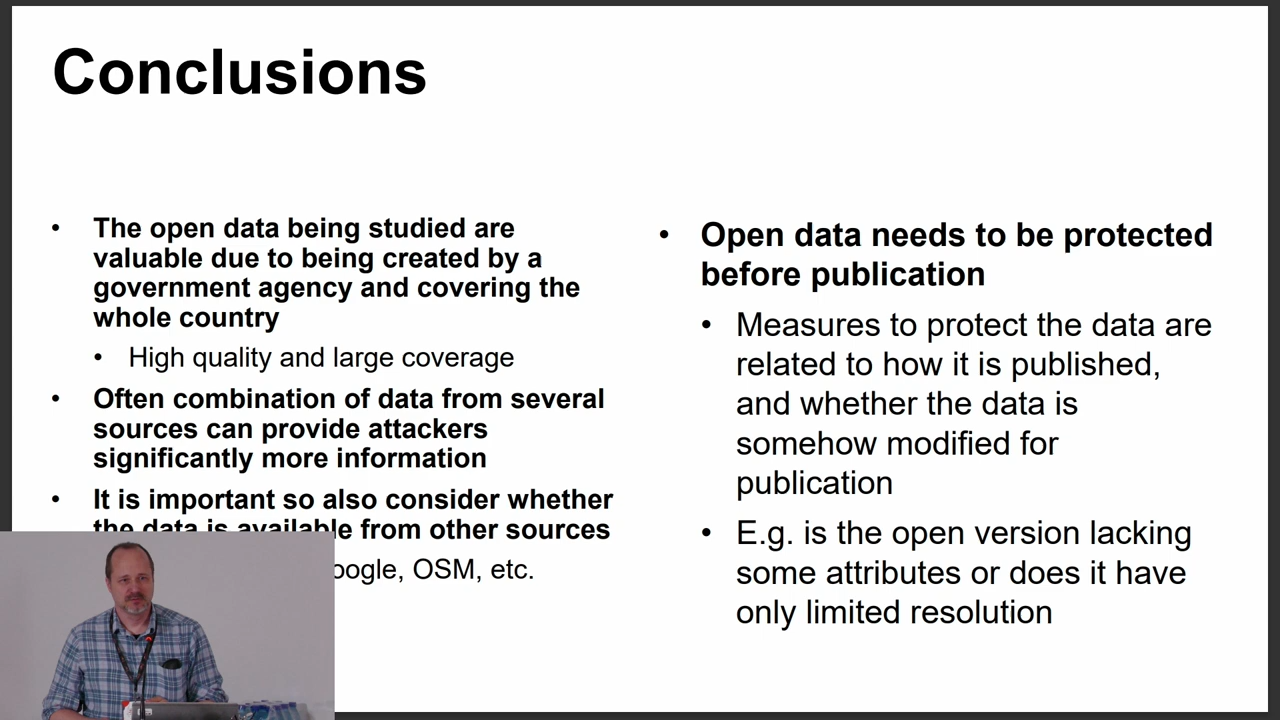 Conclusions
• The open data being studied are
valuable due to being created by a
government agency and covering the
whole country
• High quality and large coverage
• Often combination of data from several
sources can provide attackers
significantly more information
• It is important so also consider whether
the data is available from other sources
OSM, etc.
• Open data needs to be protected
before publication
• Measures to protect the data are
related to how it is published,
and whether the data is
somehow modified for
publication
• E.g. is the open version lacking
some attributes or does it have
only limited resolution